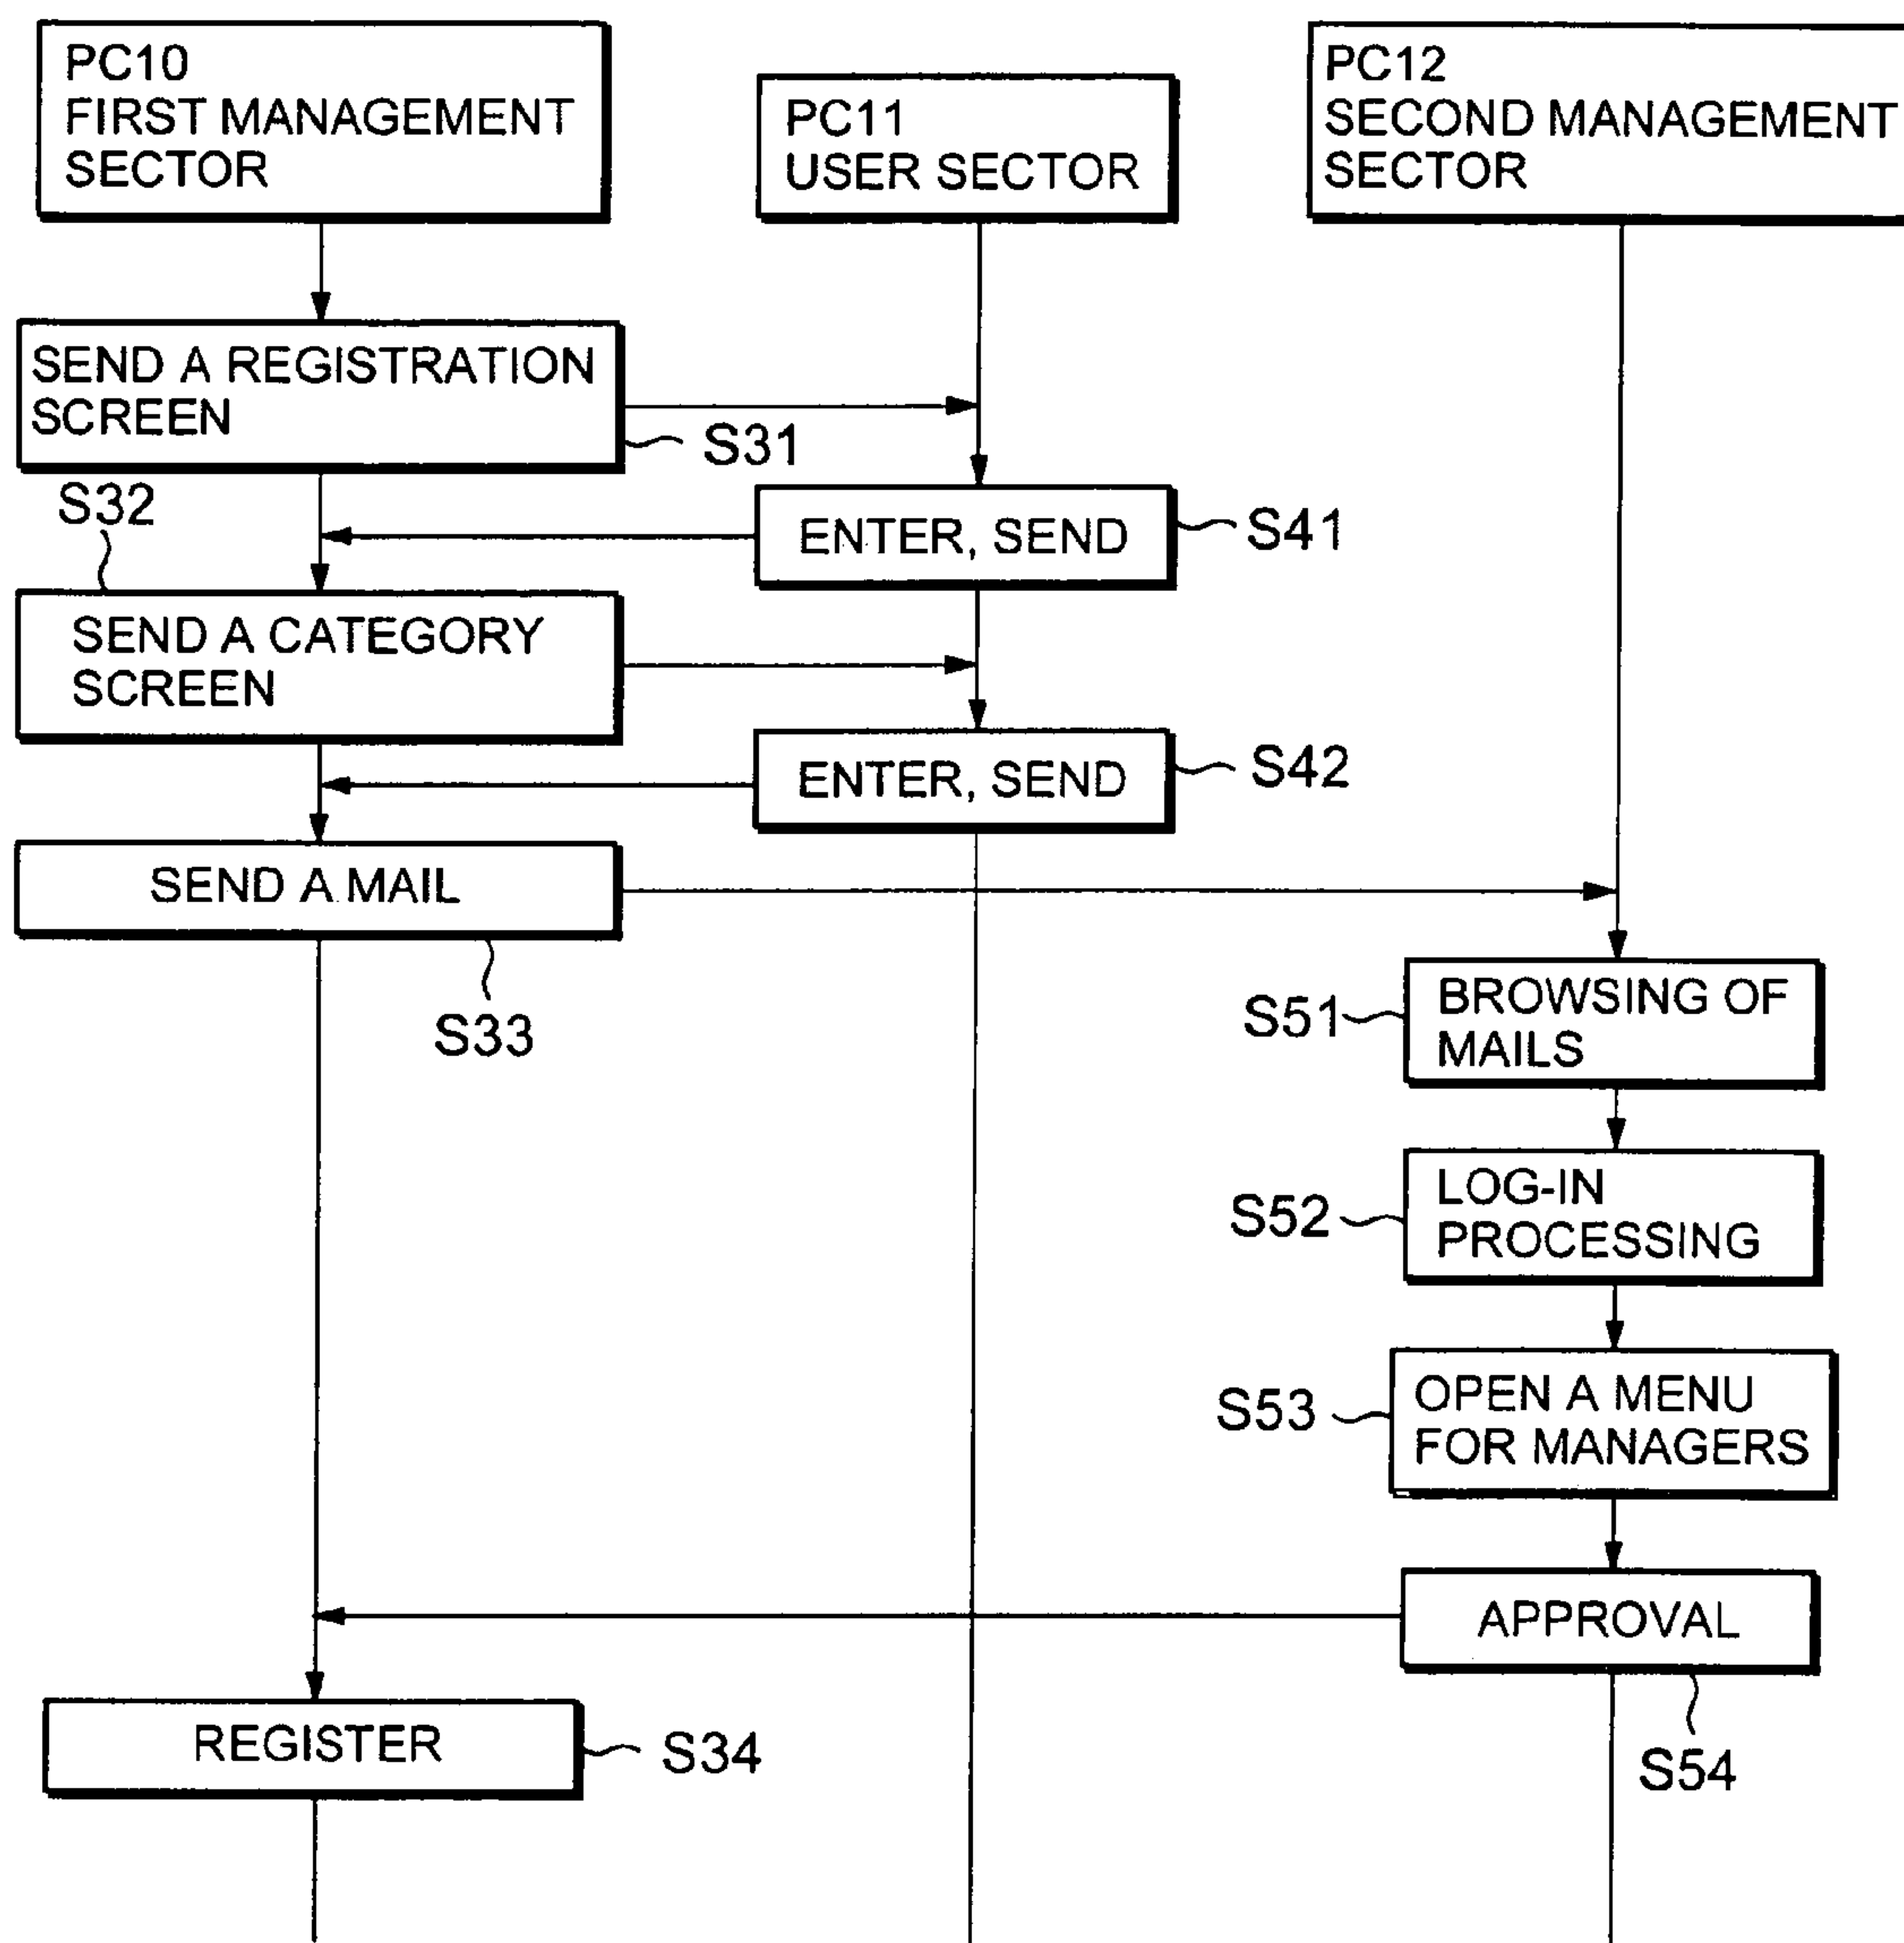 PC10
FIRST MANAGEMENT
SECTOR
PC11
USER SECTOR
PC12
SECOND MANAGEMENT
SECTOR
SEND A REGISTRATION
SCREEN
S31
S32
ENTER, SEND
S41
SEND A CATEGORY
SCREEN
ENTER, SEND
S42
SEND A MAIL
S33
S51
BROWSING OF
MAILS
S52
LOG-IN
PROCESSING
S53
OPEN A MENU
FOR MANAGERS
APPROVAL
S54
REGISTER
S34